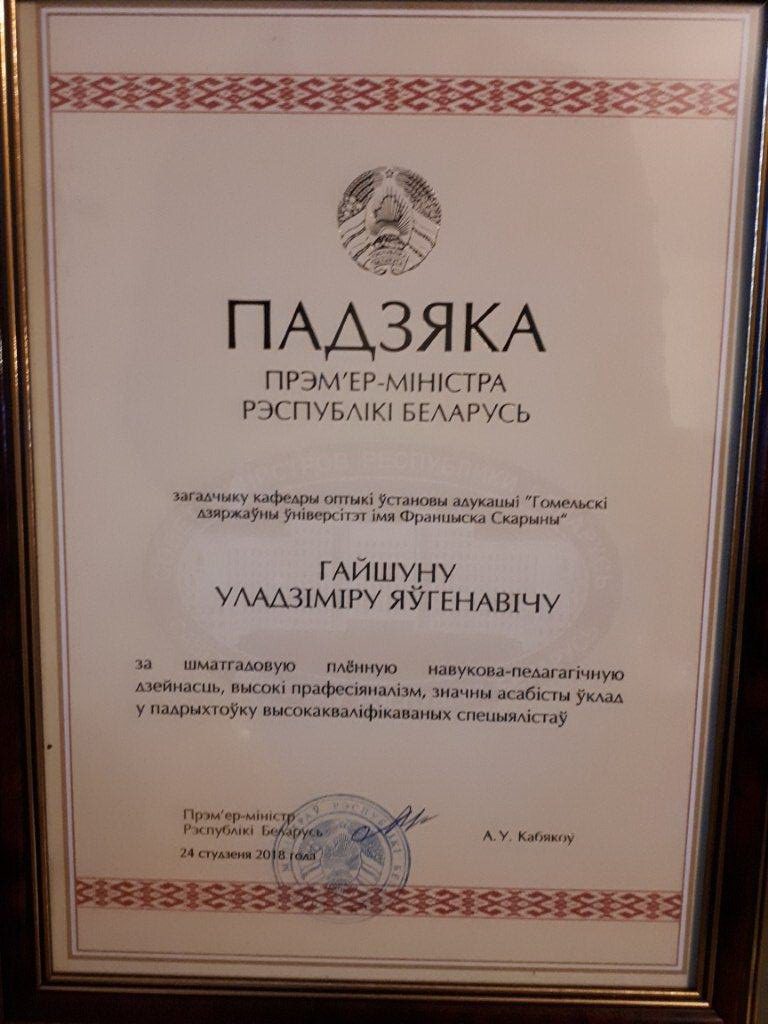 ПАДЗЯКА
ПРЭМ'ЕР-МІНІСТРА
РЭСПУБЛІКІ БЕЛАРУСЬ
загадчыку кафедры оптыкі ўстановы адукацыі "Гомельскі
дзяржаўны ўніверсітэт імя Францыска Скарыны"
ГАЙШУНУ
УЛАДЗІМІРУ ЯЎГЕНАВІЧУ
за шматгадовую плённую навукова-педагагічную
дзейнасць, высокі прафесіяналізм, значны асабісты ўклад
у падрыхтоўку высокакваліфікаваных спецыялістаў
Прэм'ер-міністр
Рэспублікі Беларусь
А. У. Кабякоў
24 студзеня 2018 года